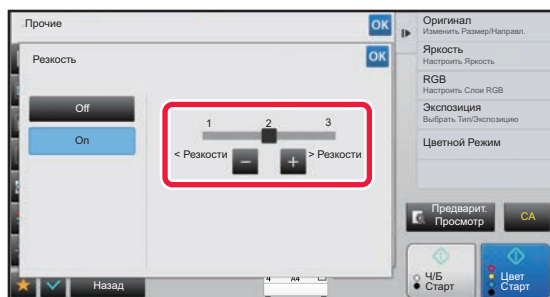 Прочие
OK
Резкость
OK
Off
On
1 2 3
< Резкости − + > Резкости
Назад
4 A4
Оригинал
Изменить Размер/Направл.
Яркость
Настроить Яркость
RGB
Настроить Слои RGB
Экспозиция
Выбрать Тип/Экспозицию
Цветной Режим
Предварит.
Просмотр
CA
Ч/Б
Старт
Цвет
Старт